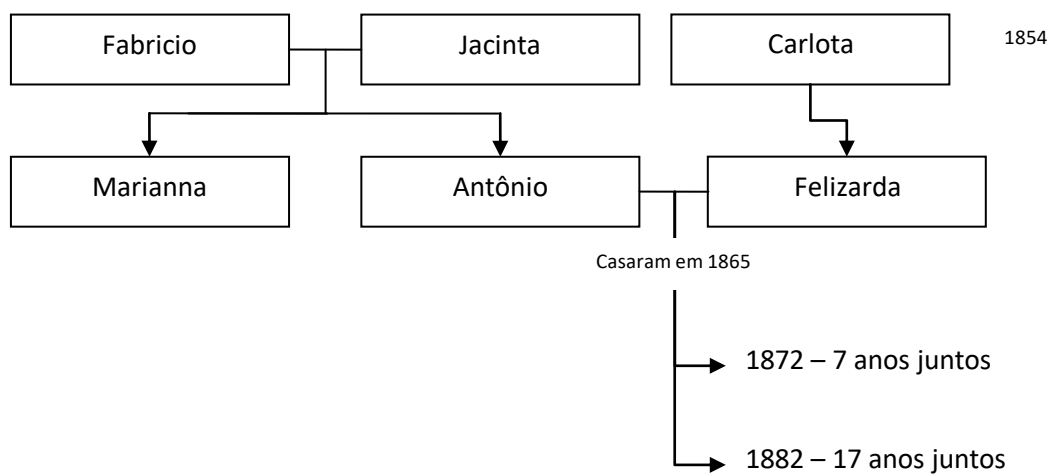 Fabricio
Jacinta
Carlota
1854
Marianna
Antônio
Felizarda
Casaram em 1865
1872 – 7 anos juntos
1882 – 17 anos juntos